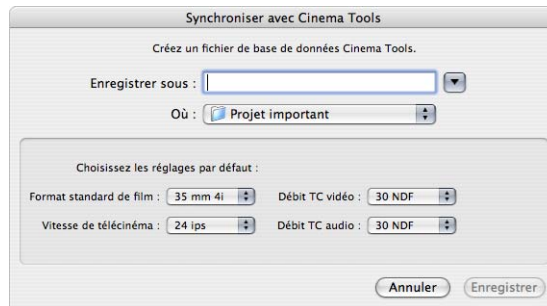 Synchroniser avec Cinema Tools
Créez un fichier de base de données Cinema Tools.
Enregistrer sous :
Où : Projet important
Choisissez les réglages par défaut :
Format standard de film : 35 mm 4i Débit TC vidéo : 30 NDF
Vitesse de télécinéma : 24 ips Débit TC audio : 30 NDF
Annuler Enregistrer